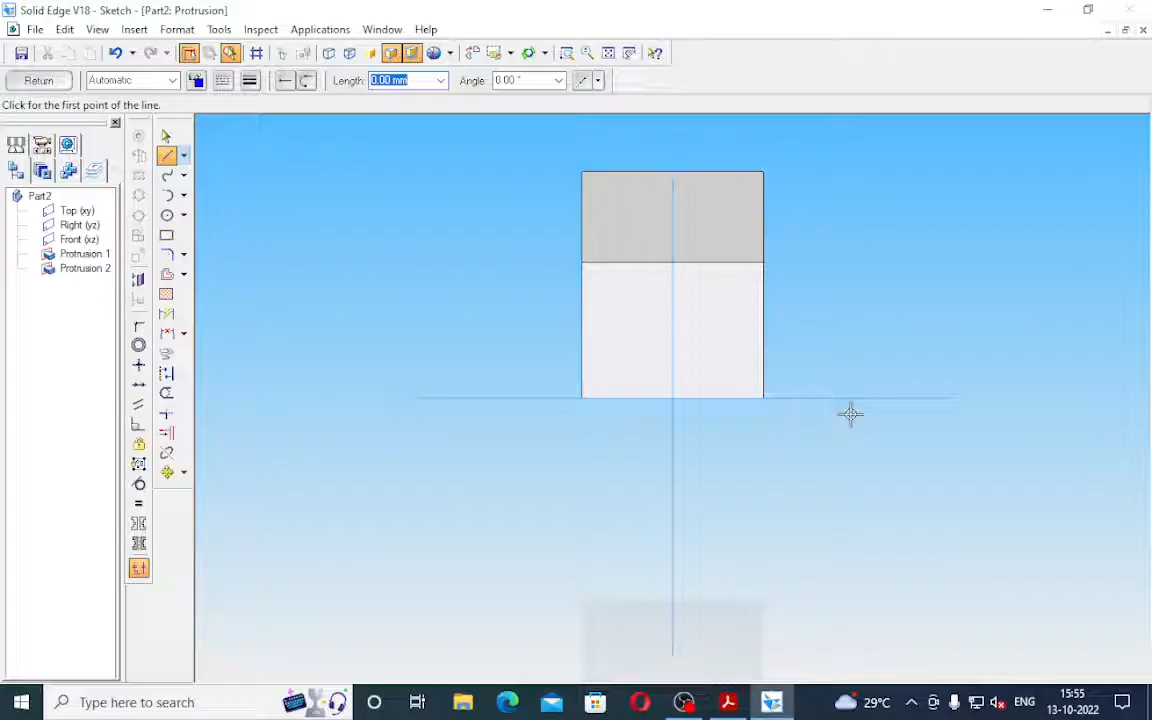 Solid Edge V18 - Sketch - [Part2: Protrusion]
File Edit View Insert Format Tools Inspect Applications Window Help
Return Automatic Length: 0.00 mm Angle: 0.00 °
Click for the first point of the line.
Part2
Top (xy)
Right (yz)
Front (xz)
Protrusion 1
Protrusion 2
Type here to search
29°C ENG
15:55
13-10-2022